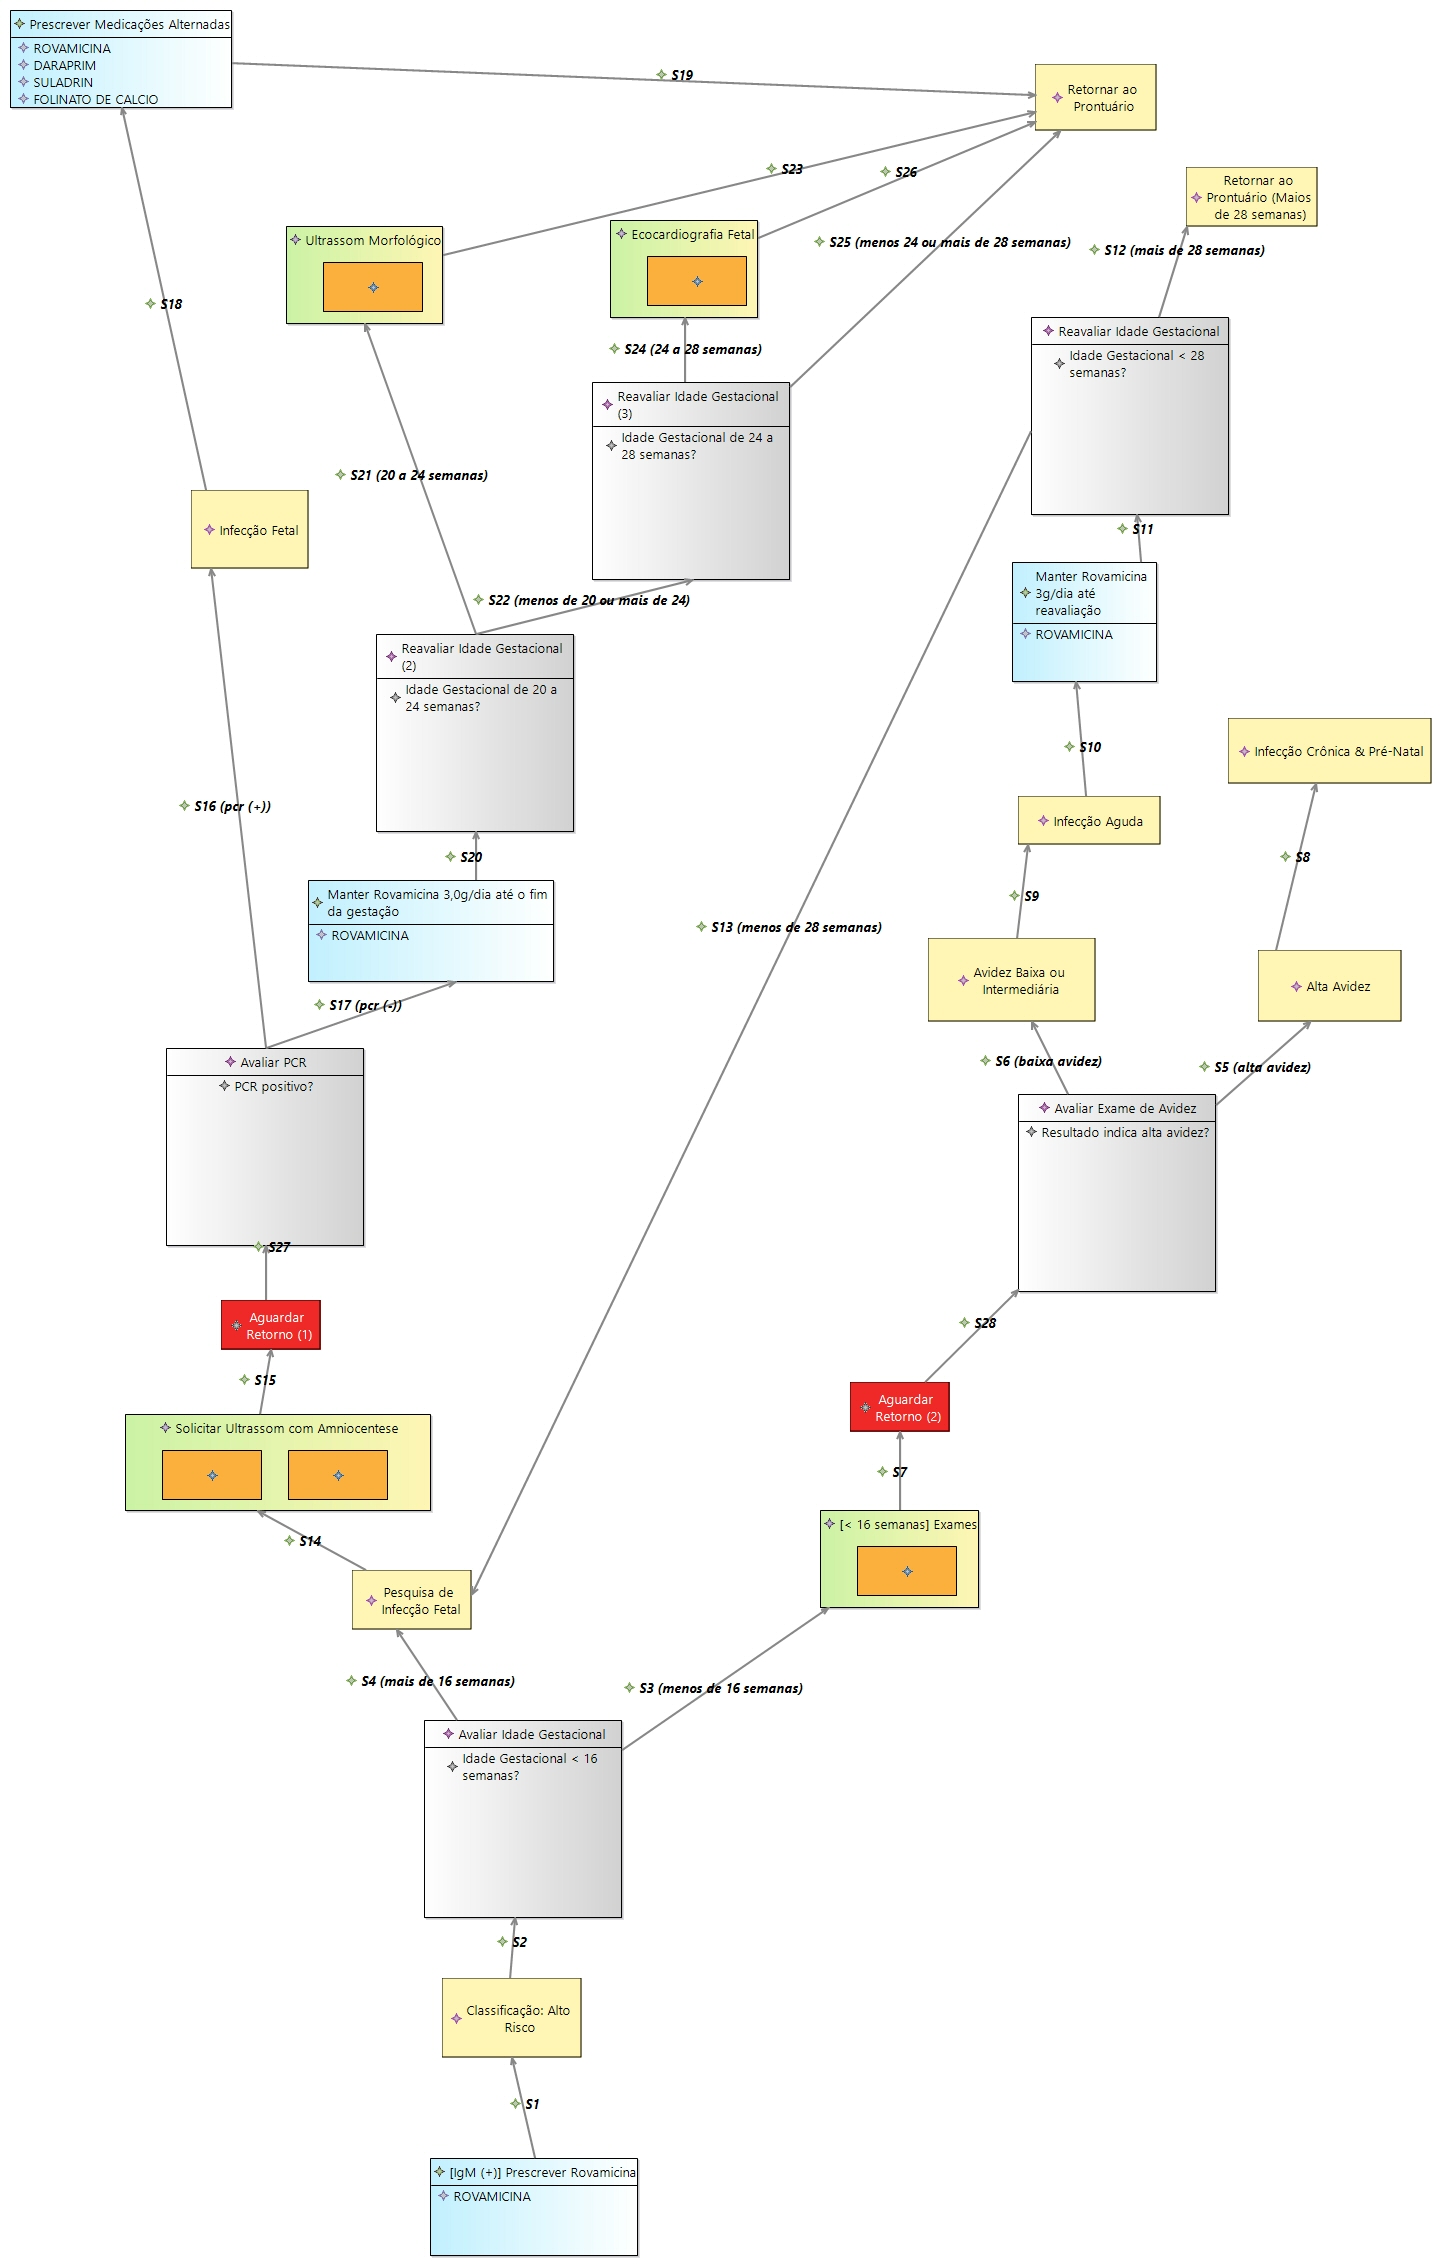 Prescrever Medicações Alternadas
ROVAMICINA
DARAPRIM
SULADRIN
FOLINATO DE CALCIO
S19
Retornar ao
Prontuário
S23
S26
Retornar ao
Prontuário (Maios
de 28 semanas)
Ultrassom Morfológico
Ecocardiografia Fetal
S25 (menos 24 ou mais de 28 semanas)
S12 (mais de 28 semanas)
S18
S24 (24 a 28 semanas)
Reavaliar Idade Gestacional
Idade Gestacional < 28
semanas?
Reavaliar Idade Gestacional
(3)
Idade Gestacional de 24 a
28 semanas?
S21 (20 a 24 semanas)
Infecção Fetal
S11
Manter Rovamicina
3g/dia até
reavaliação
ROVAMICINA
S22 (menos de 20 ou mais de 24)
Reavaliar Idade Gestacional
(2)
Idade Gestacional de 20 a
24 semanas?
S10
Infecção Crônica & Pré-Natal
S16 (pcr (+))
Infecção Aguda
S20
S8
Manter Rovamicina 3,0g/dia até o fim
da gestação
ROVAMICINA
S9
S13 (menos de 28 semanas)
Avidez Baixa ou
Intermediária
Alta Avidez
S17 (pcr (-))
Avaliar PCR
PCR positivo?
S6 (baixa avidez)
S5 (alta avidez)
Avaliar Exame de Avidez
Resultado indica alta avidez?
S27
Aguardar
Retorno (1)
S28
S15
Aguardar
Retorno (2)
Solicitar Ultrassom com Amniocentese
S7
S14
[< 16 semanas] Exames
Pesquisa de
Infecção Fetal
S4 (mais de 16 semanas)
S3 (menos de 16 semanas)
Avaliar Idade Gestacional
Idade Gestacional < 16
semanas?
S2
Classificação: Alto
Risco
S1
[IgM (+)] Prescrever Rovamicina
ROVAMICINA